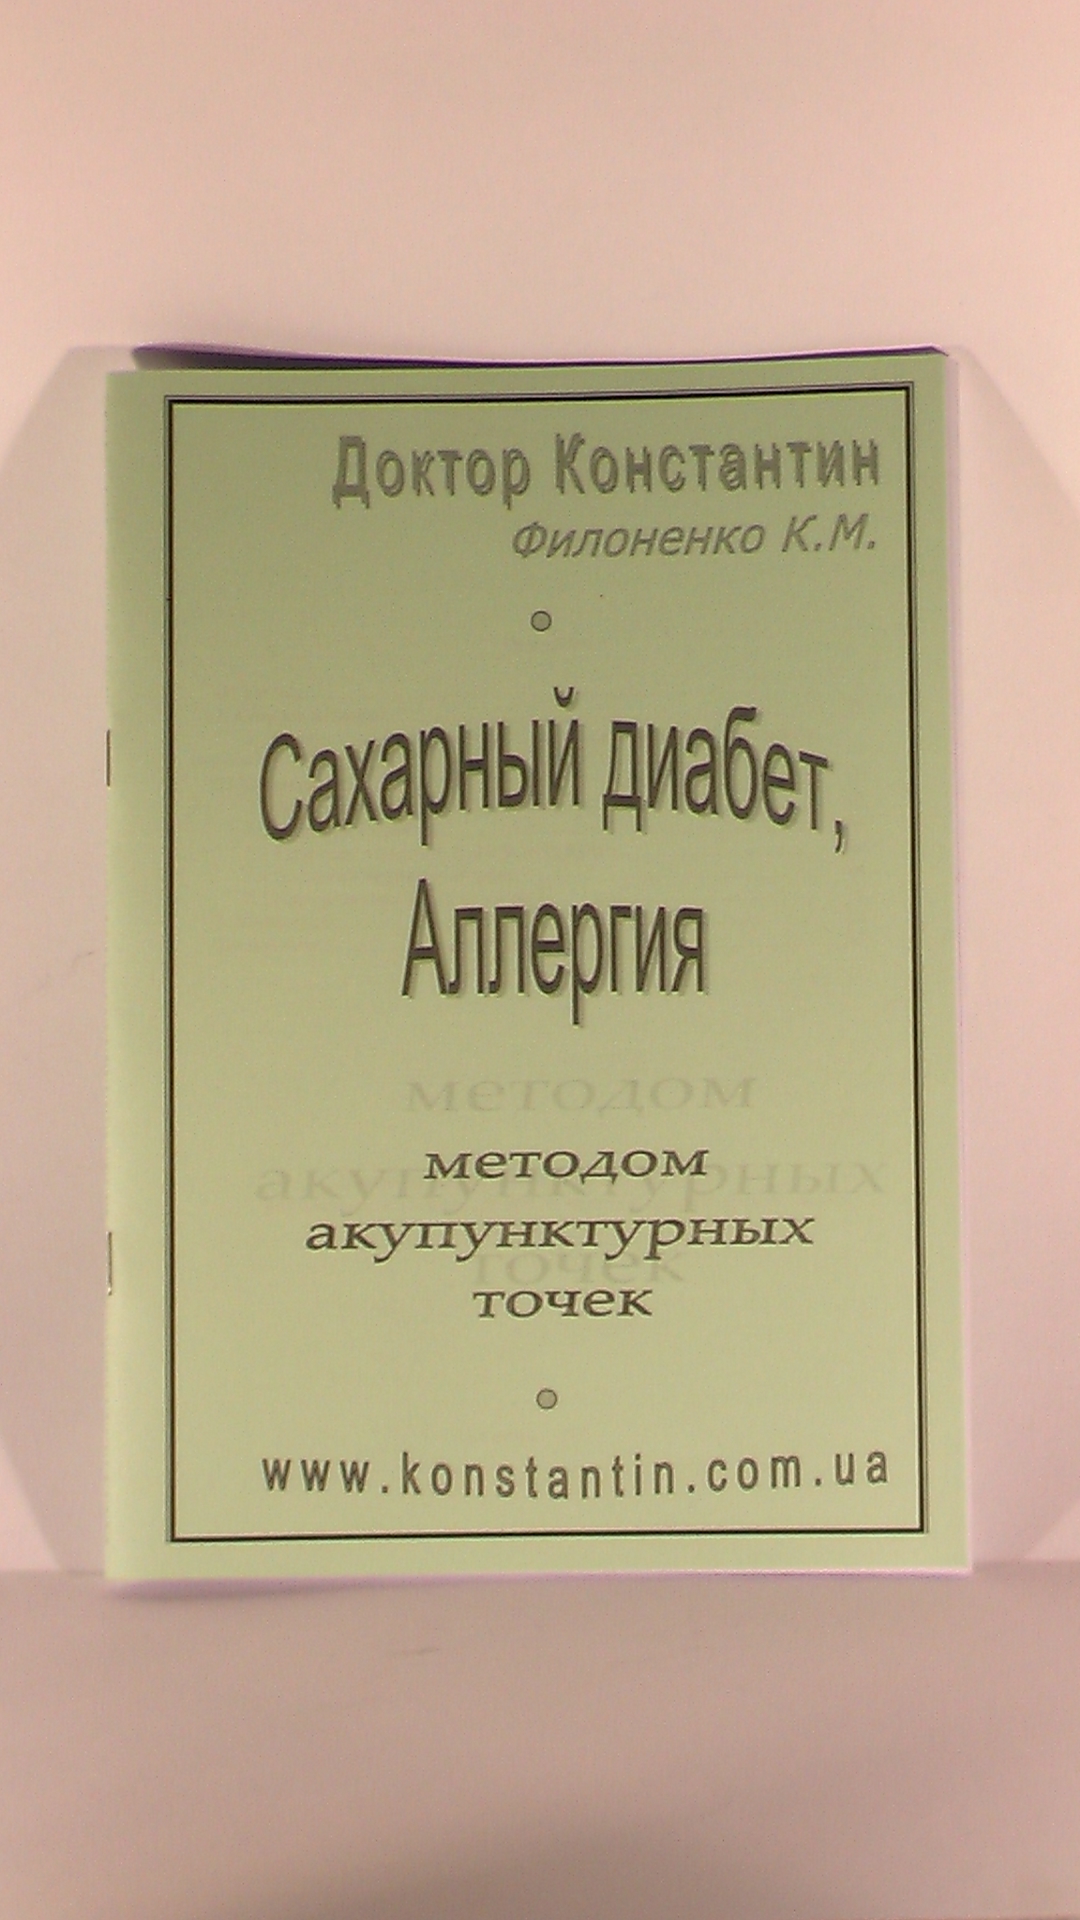 Доктор Константин
Филоненко К.М.
Сахарный диабет,
Аллергия
методом
акупунктурных
точек
www.konstantin.com.ua